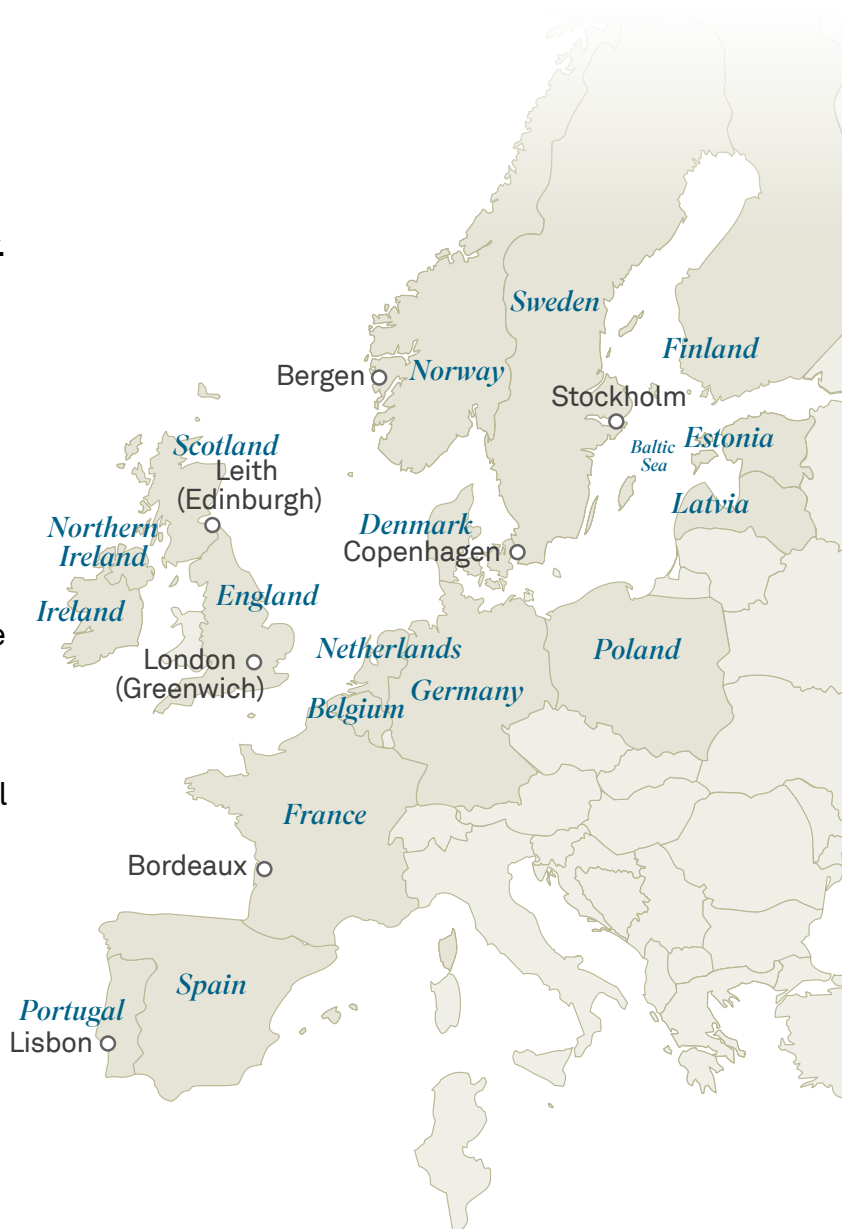 .
Sweden
Finland
Norway
Bergen
Stockholm
Baltic
Sea
Estonia
Scotland
Leith
(Edinburgh)
Latvia
Denmark
Copenhagen
Northern
Ireland
Ireland
England
e
Netherlands
Poland
London
(Greenwich)
Germany
Belgium
l
France
Bordeaux
Spain
Portugal
Lisbon